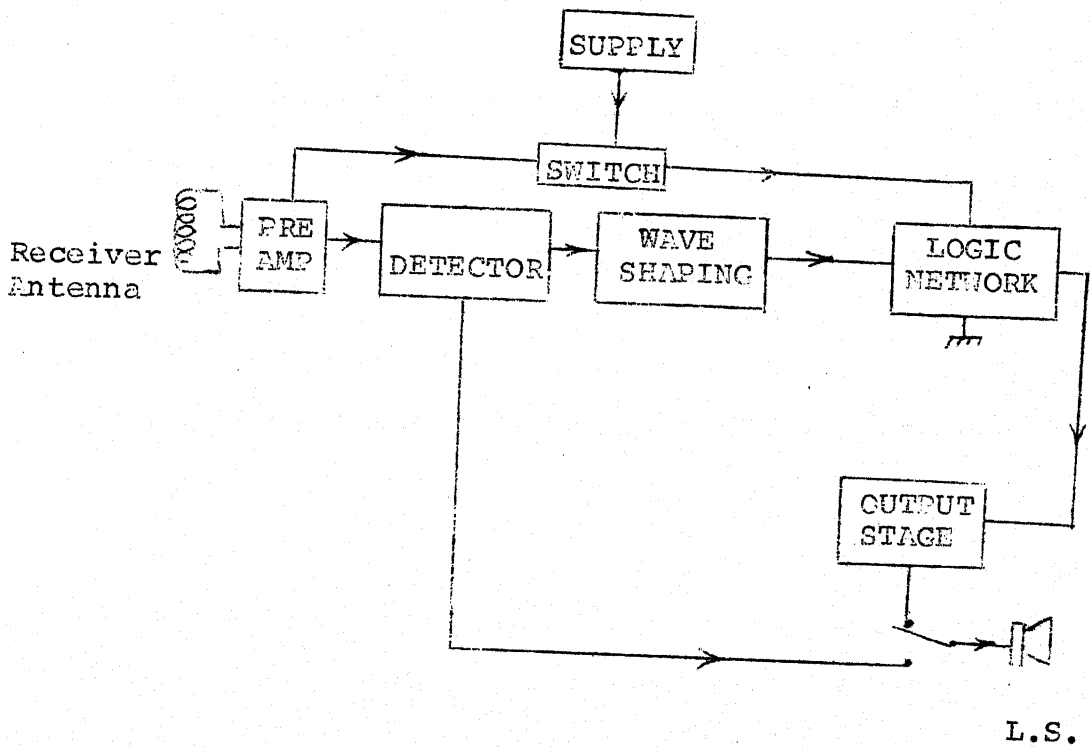 SUPPLY
SWITCH
Receiver
Antenna
PRE
AMP
DETECTOR
WAVE
SHAPING
LOGIC
NETWORK
OUTPUT
STAGE
L.S.